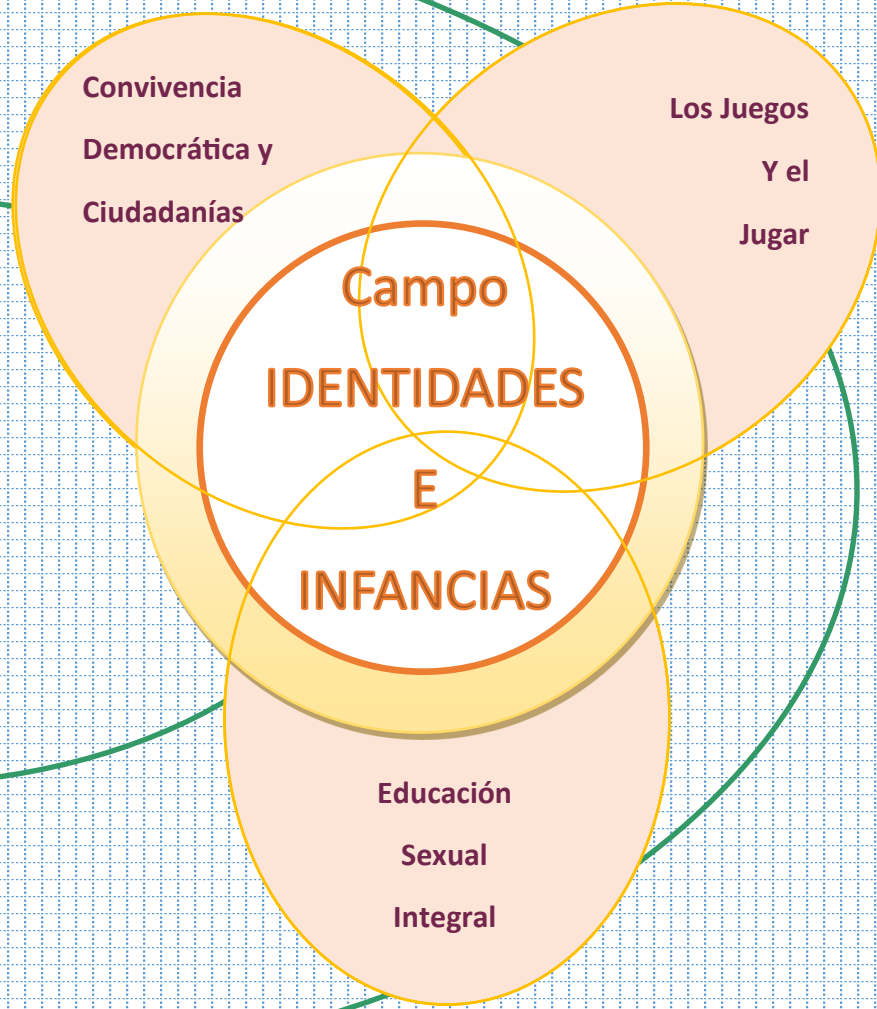 Convivencia
Democrática y
Ciudadanías
Los Juegos
Y el
Jugar
Campo
IDENTIDADES
E
INFANCIAS
Educación
Sexual
Integral